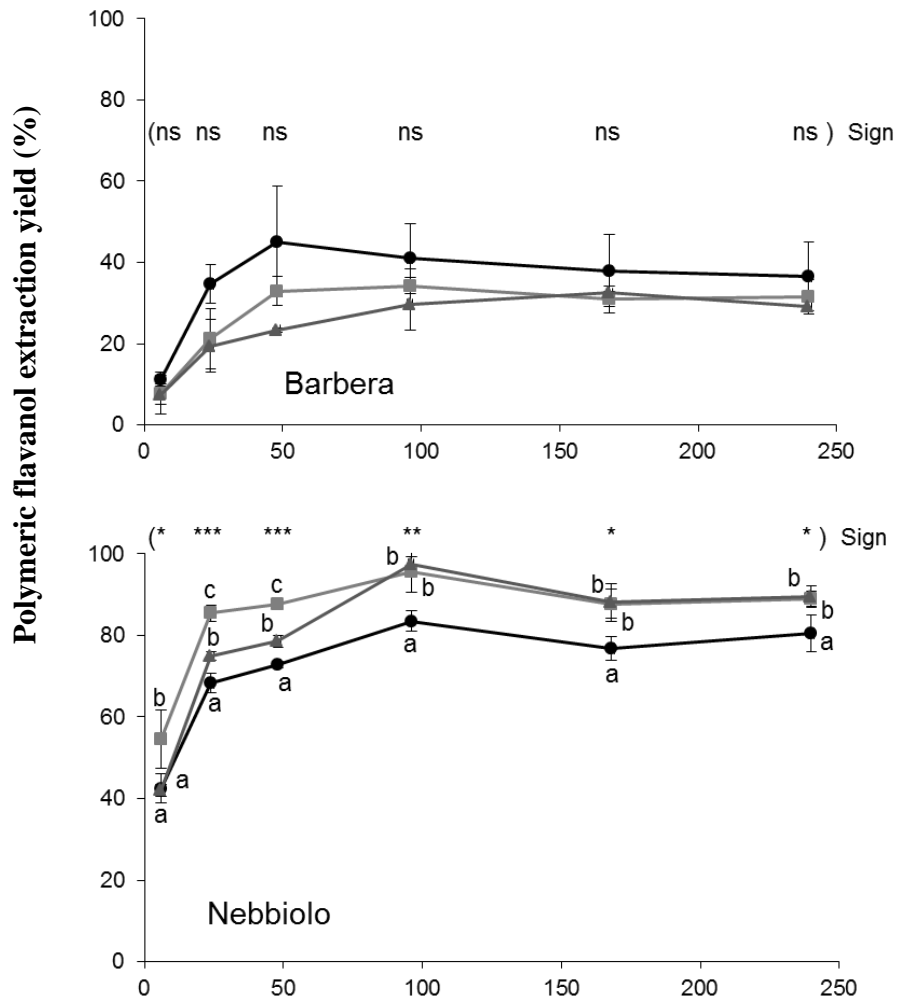 Polymeric flavanol extraction yield (%)
100
(ns ns ns ns ns ns ) Sign
80
60
40
20
0
Barbera
0 50 100 150 200 250
(* *** *** ** * * ) Sign
100
b c c b b b
b b b b b
80
a a a a a
60
b
a
40
a
20
Nebbiolo
0
0 50 100 150 200 250